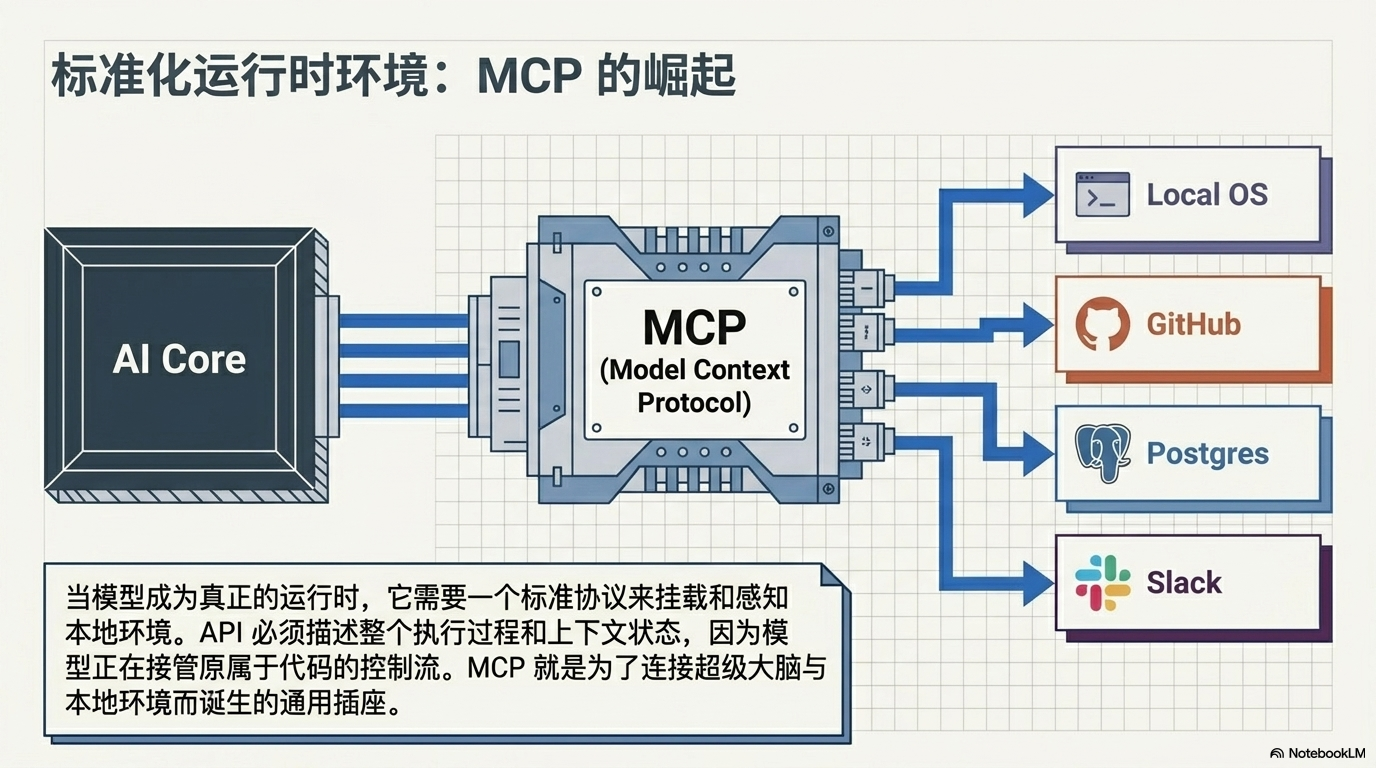 标准化运行时环境：MCP 的崛起
AI Core
MCP
(Model Context
Protocol)
Local OS
GitHub
Postgres
Slack
当模型成为真正的运行时，它需要一个标准协议来挂载和感知
本地环境。API 必须描述整个执行过程和上下文状态，因为模
型正在接管原属于代码的控制流。MCP 就是为了连接超级大脑与
本地环境而诞生的通用插座。
NotebookLM